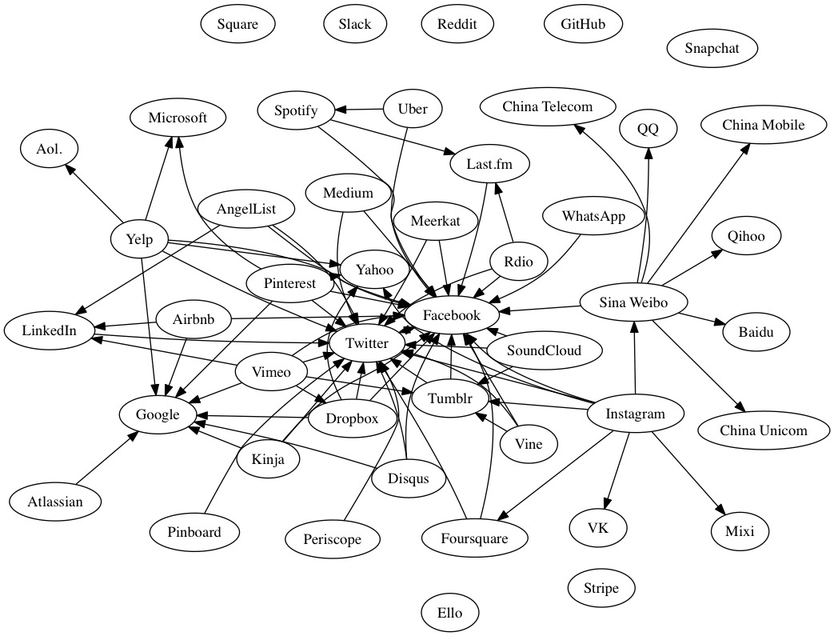 Square
Slack
Reddit
GitHub
Snapchat
Microsoft
Spotify
Uber
China Telecom
QQ
China Mobile
Aol.
Last.fm
Medium
AngelList
Meerkat
WhatsApp
Yelp
Qihoo
Yahoo
Rdio
Pinterest
Sina Weibo
Facebook
Airbnb
LinkedIn
Baidu
Twitter
SoundCloud
Vimeo
Tumblr
Google
Dropbox
Instagram
China Unicom
Vine
Kinja
Disqus
Atlassian
Pinboard
Periscope
Foursquare
VK
Mixi
Stripe
Ello